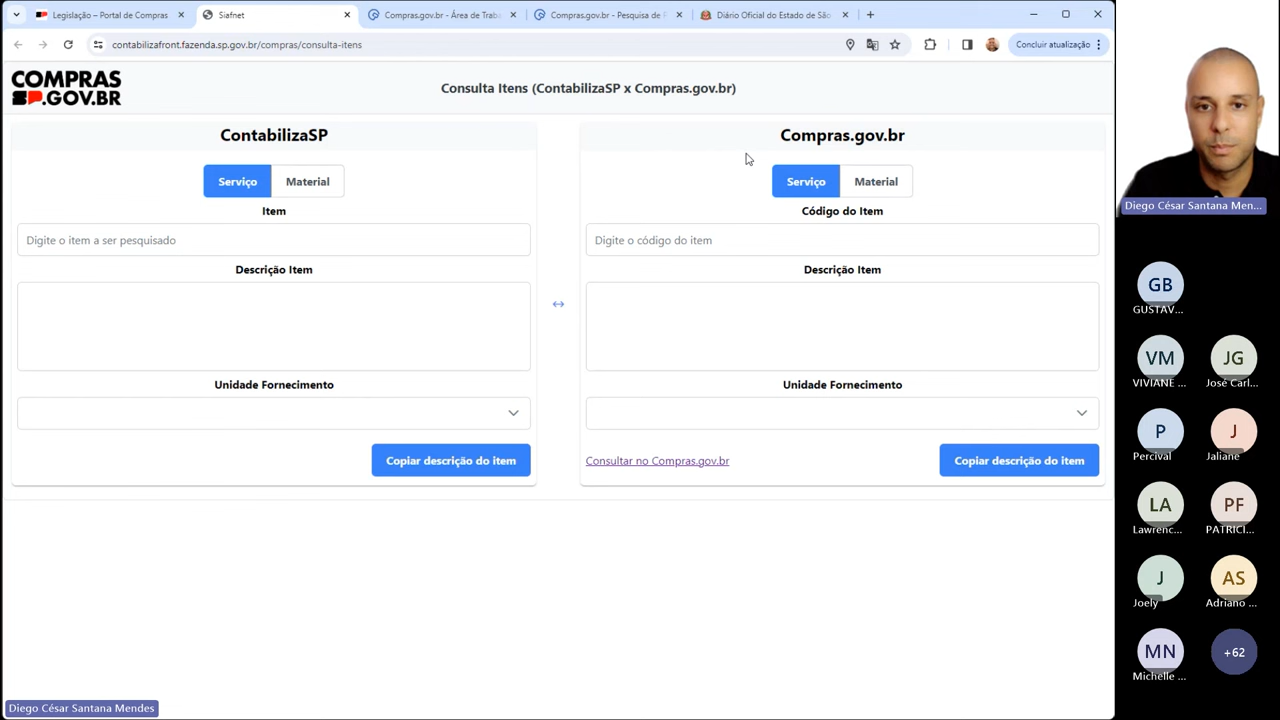 Legislação – Portal de Compras
Siafnet
Compras.gov.br - Área de Trab
Compras.gov.br - Pesquisa de F
Diário Oficial do Estado de São
contabilizafront.fazenda.sp.gov.br/compras/consulta-itens
Concluir atualização
COMPRAS
SP.GOV.BR
Consulta Itens (ContabilizaSP x Compras.gov.br)
ContabilizaSP
Serviço
Material
Item
Digite o item a ser pesquisado
Descrição Item
Unidade Fornecimento
Copiar descrição do item
Compras.gov.br
Serviço
Material
Código do Item
Digite o código do item
Descrição Item
Unidade Fornecimento
Consultar no Compras.gov.br
Copiar descrição do item
Diego César Santana Men...
GB
GUSTAV...
VM
VIVIANE ...
JG
José Carl...
P
Percival
J
Jaliane
LA
Lawrenc...
PF
PATRICI...
J
Joely
AS
Adriano ...
MN
Michelle ...
+62
Diego César Santana Mendes